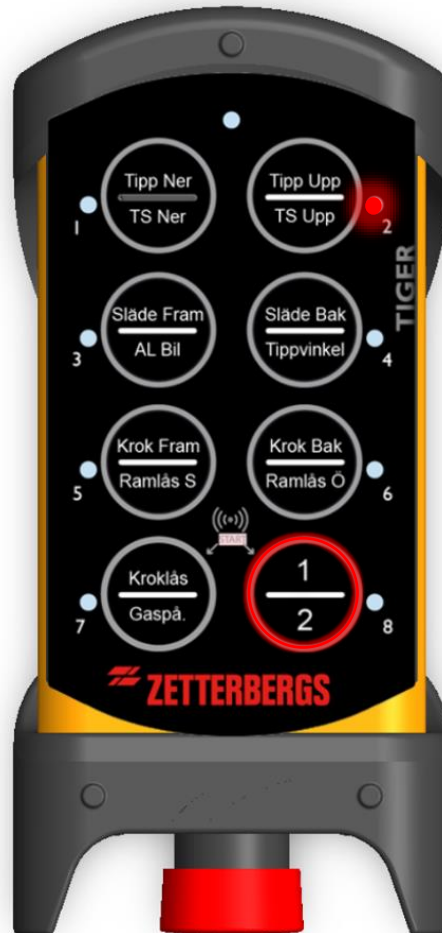 Tipp Ner
TS Ner
Tipp Upp
TS Upp
1
2
TIGER
Släde Fram
AL Bil
Släde Bak
Tippvinkel
3
4
Krok Fram
Ramlås S
Krok Bak
Ramlås Ö
5
6
START
Kroklås
Gaspå.
1
2
7
8
ZETTERBERGS